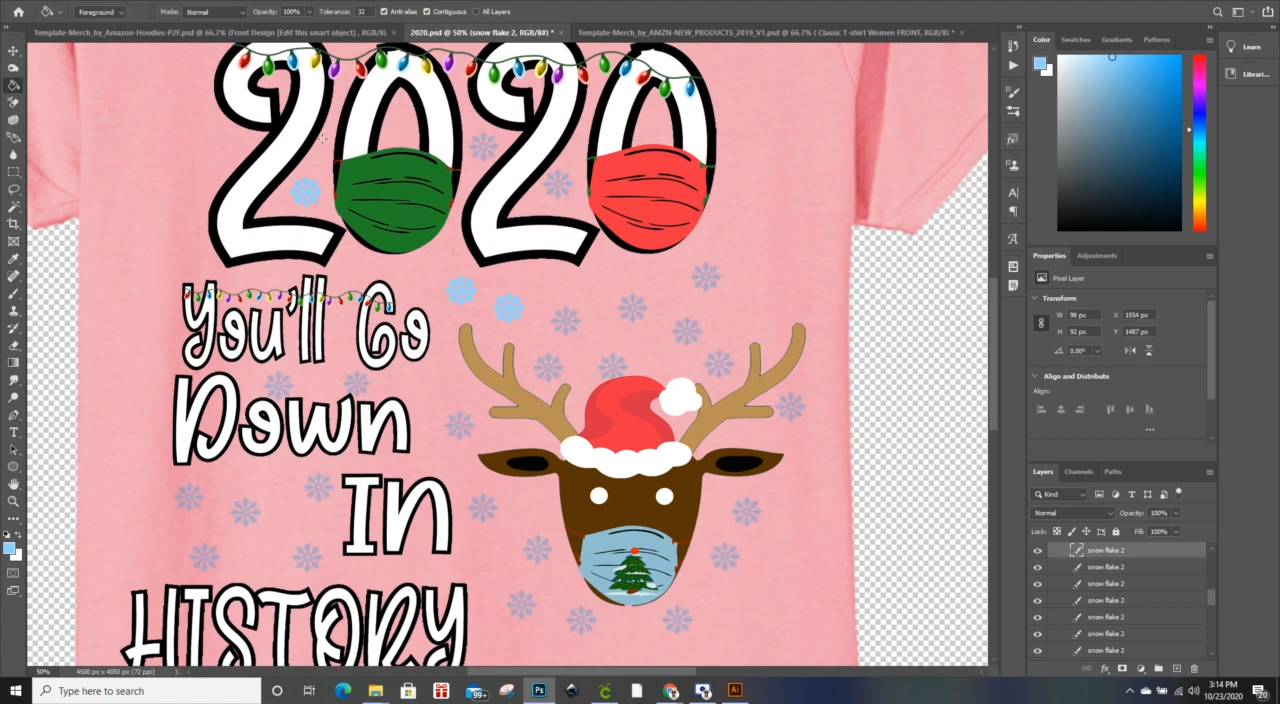 Foreground Mode: Normal Opacity: 100% Tolerance: 32 Anti-alias Contiguous All Layers
Template-Merch_by_Amazon-Hoodies-P2F.psd @ 66.7% (Front Design [Edit this smart object] , RGB/8) × 2020.psd @ 50% (snow flake 2, RGB/8#) * × Template-Merch_by_AMZN-NEW_PRODUCTS_2019_V1.psd @ 66.7% ( Classic T-shirt Women FRONT, RGB/8) * ×
Color Swatches Gradients Patterns
Learn
Librari...
2020
You'll Go
Down
In
HISTORY
Properties Adjustments
Pixel Layer
Transform
W: 98 px X: 1554 px
H: 92 px Y: 1487 px
0.00°
Align and Distribute
Align:
Layers Channels Paths
Kind
Normal Opacity: 100%
Lock: Fill: 100%
snow flake 2
snow flake 2
snow flake 2
snow flake 2
snow flake 2
snow flake 2
snow flake 2
50% 4500 px x 4050 px (72 ppi)
Type here to search
99+
Ps
Ai
3:14 PM
10/23/2020
20